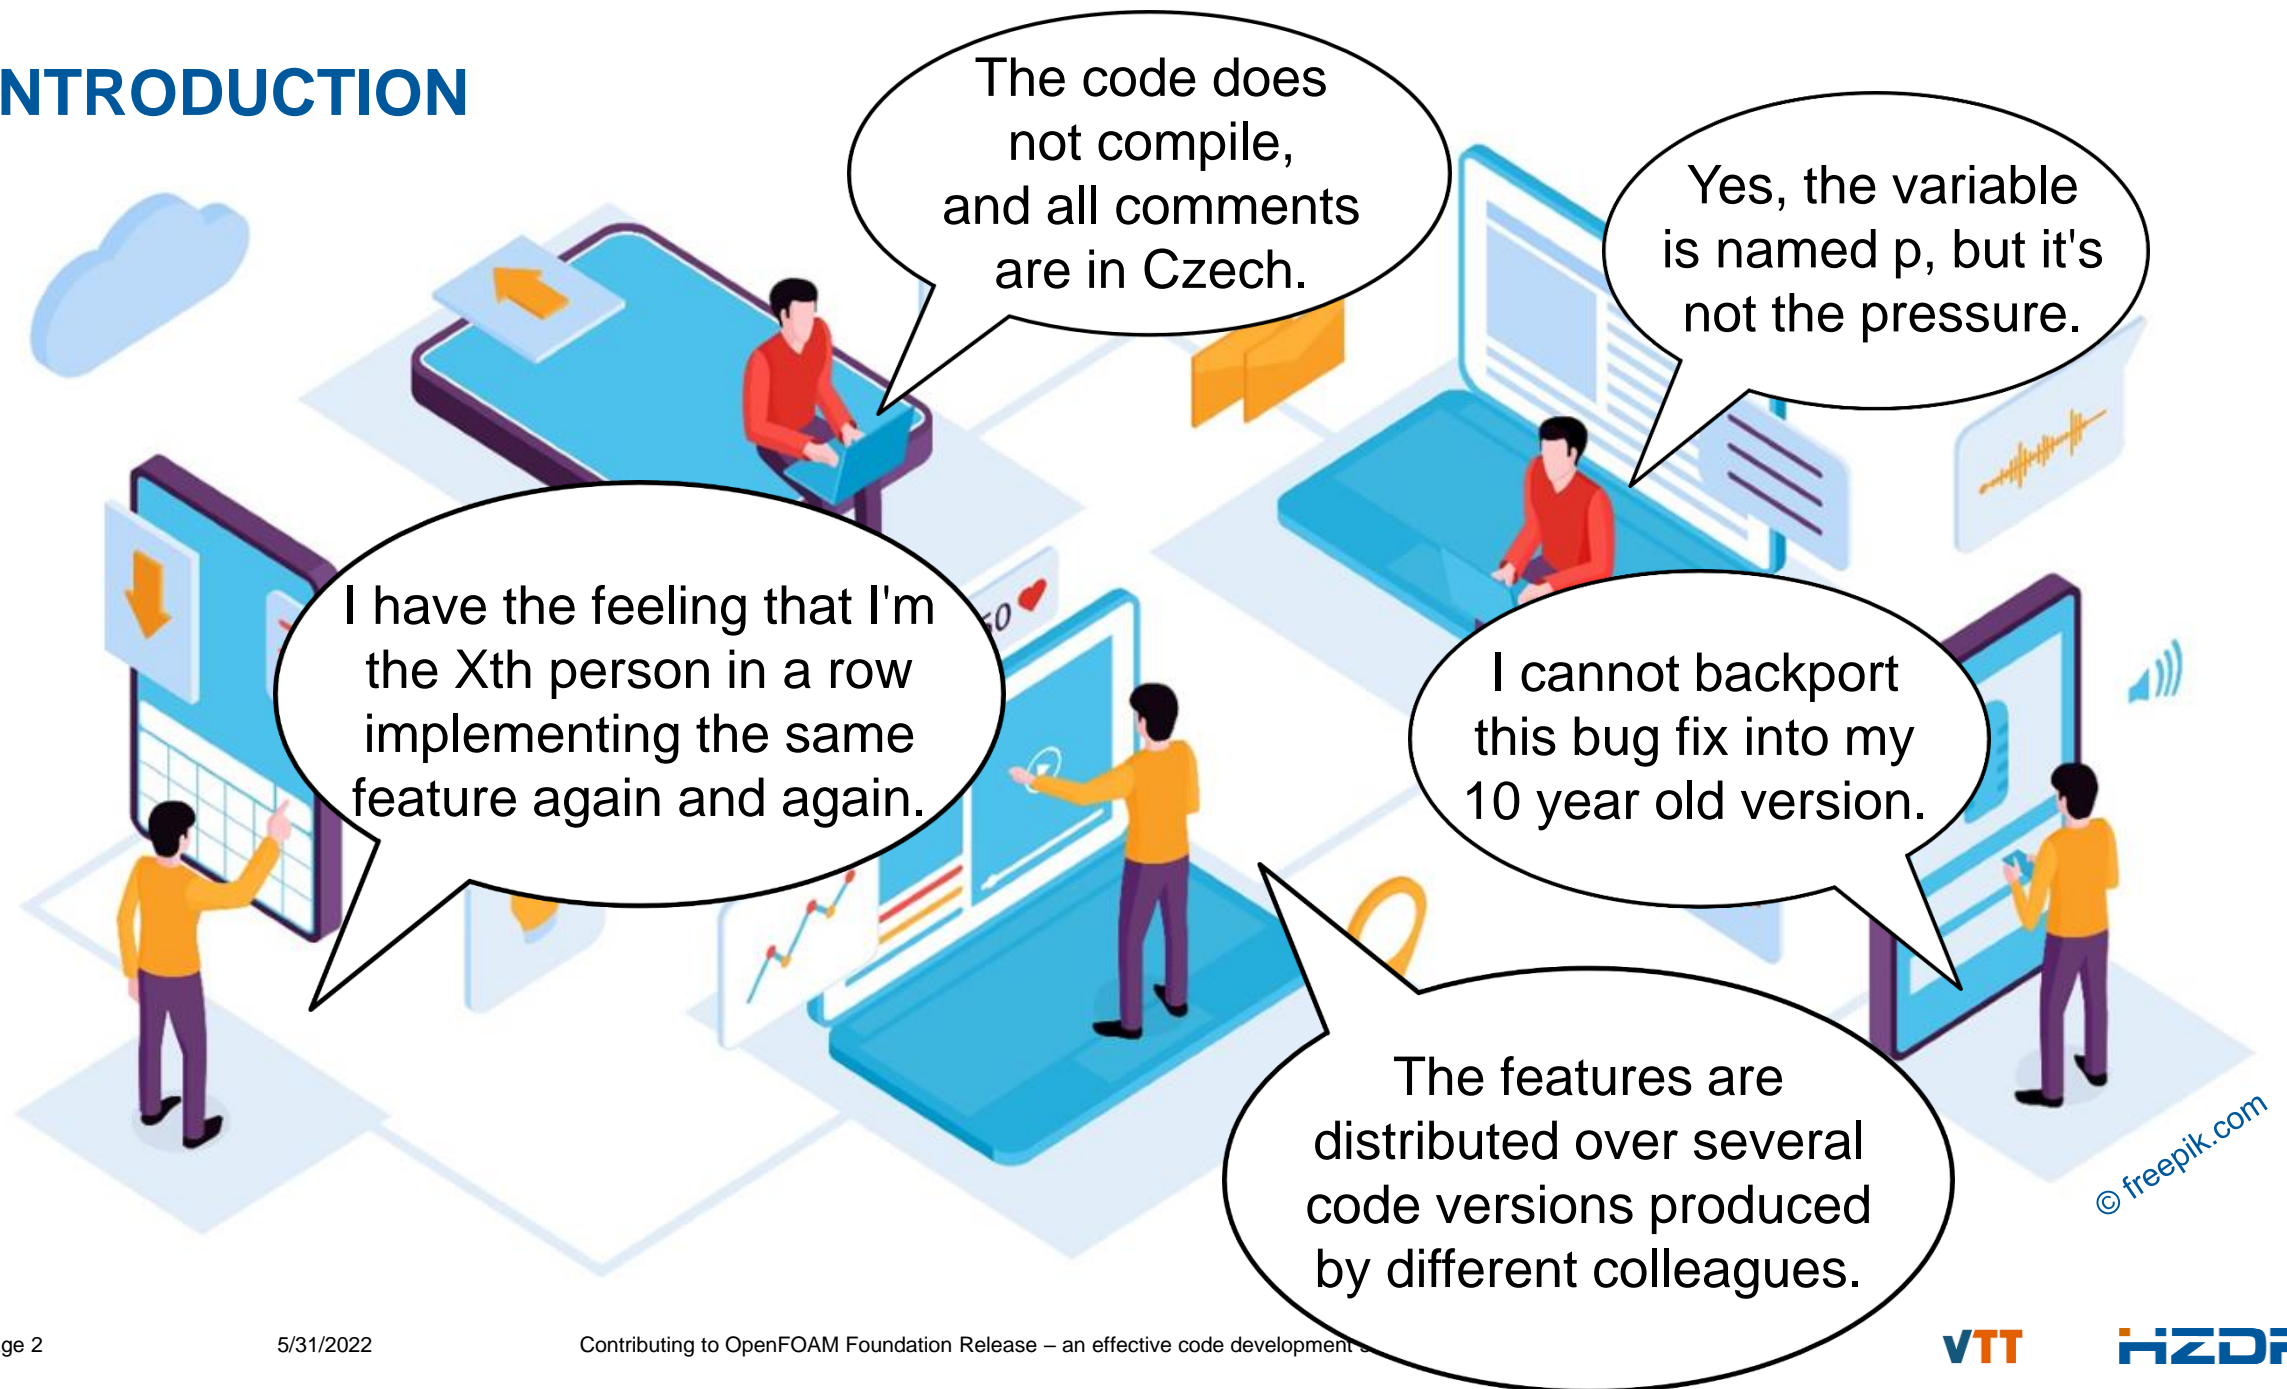 NTRODUCTION
The code does
not compile,
and all comments
are in Czech.
Yes, the variable
is named p, but it's
not the pressure.
I have the feeling that I'm
the Xth person in a row
implementing the same
feature again and again.
50
I cannot backport
this bug fix into my
10 year old version.
The features are
distributed over several
code versions produced
by different colleagues.
© freepik.com
ge 2
5/31/2022
Contributing to OpenFOAM Foundation Release – an effective code development
VTT
HZDR